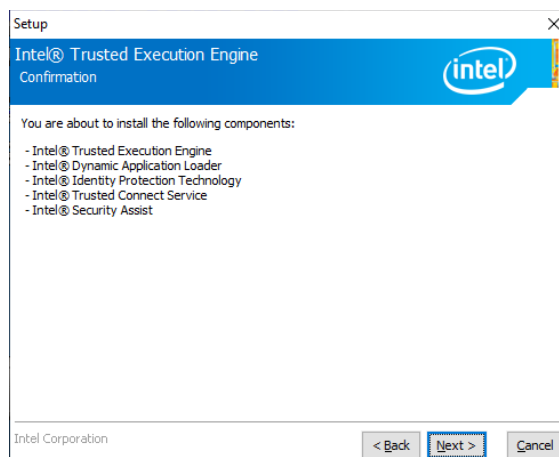 Setup
Intel® Trusted Execution Engine
Confirmation
intel
You are about to install the following components:
- Intel® Trusted Execution Engine
- Intel® Dynamic Application Loader
- Intel® Identity Protection Technology
- Intel® Trusted Connect Service
- Intel® Security Assist
Intel Corporation
< Back
Next >
Cancel